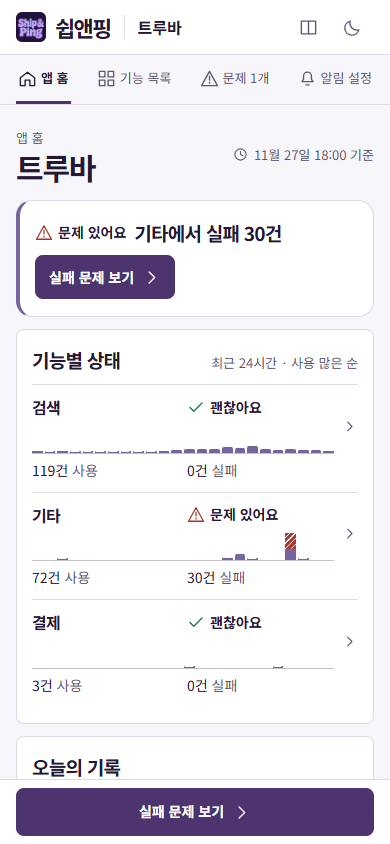 Ship&
Ping
쉽앤핑
트루바
앱 홈
기능 목록
문제 1개
알림 설정
앱 홈
트루바
11월 27일 18:00 기준
문제 있어요 기타에서 실패 30건
실패 문제 보기
기능별 상태
최근 24시간 · 사용 많은 순
검색
괜찮아요
119건 사용
0건 실패
기타
문제 있어요
72건 사용
30건 실패
결제
괜찮아요
3건 사용
0건 실패
오늘의 기록
실패 문제 보기